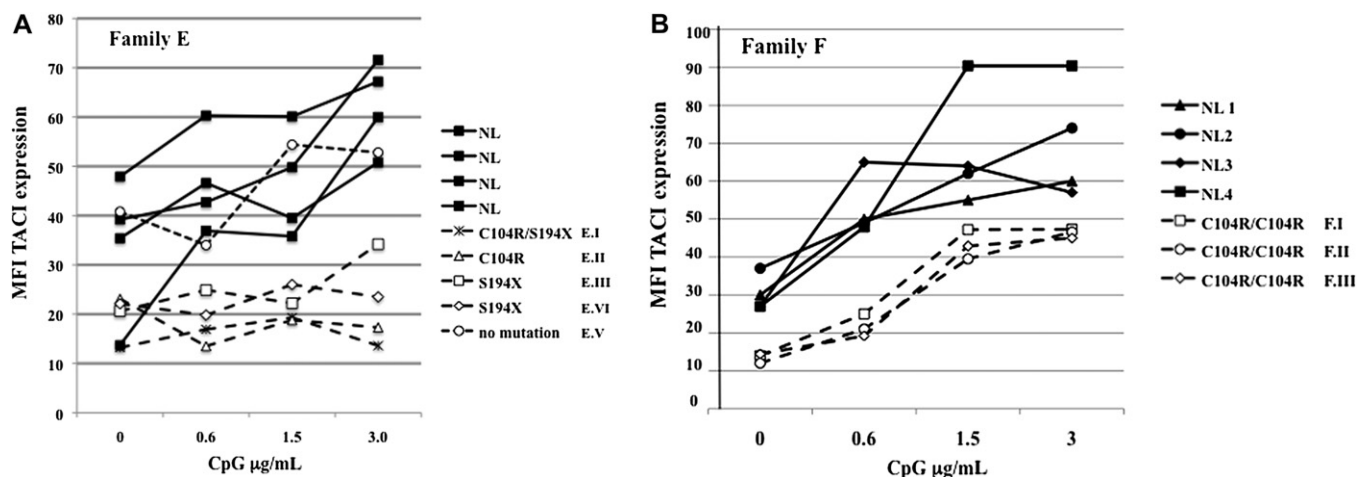 A
Family E
MFI TACI expression
80
70
60
50
40
30
20
10
0
0 0.6 1.5 3.0
CpG µg/mL
NL
NL
NL
NL
C104R/S194X E.I
C104R E.II
S194X E.III
S194X E.VI
no mutation E.V
B
Family F
MFI TACI expression
100
90
80
70
60
50
40
30
20
10
0
0 0.6 1.5 3
CpG µg/mL
NL 1
NL2
NL3
NL4
C104R/C104R F.I
C104R/C104R F.II
C104R/C104R F.III